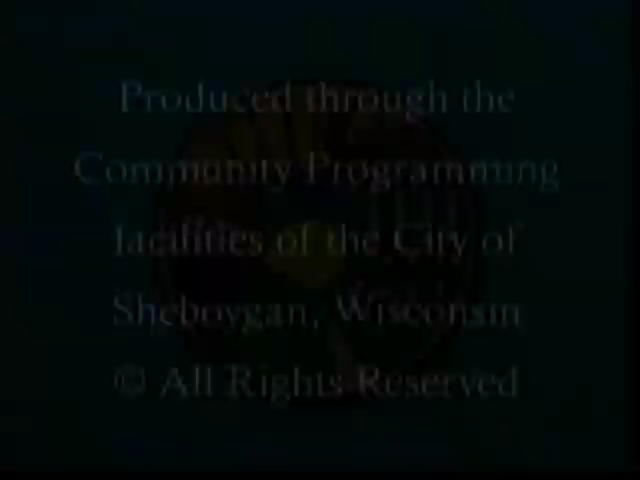 Produced through the
Community Programming
facilities of the City of
Sheboygan, Wisconsin
© All Rights Reserved